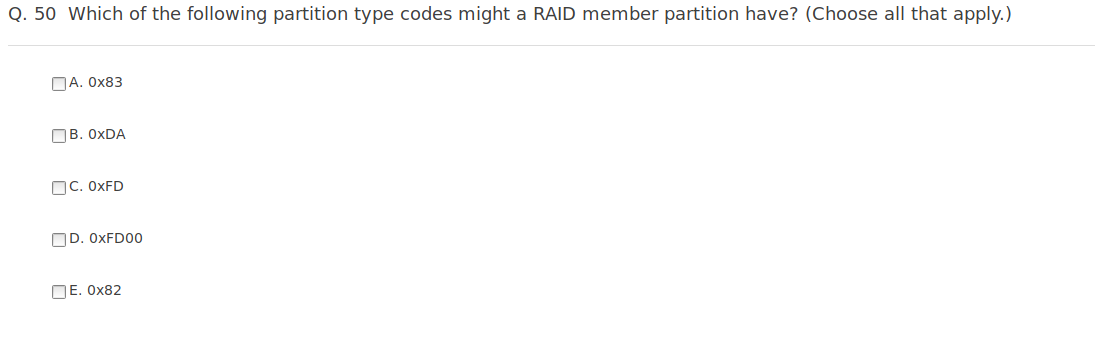 Q. 50 Which of the following partition type codes might a RAID member partition have? (Choose all that apply.)
A. 0x83
B. 0xDA
C. 0xFD
D. 0xFD00
E. 0x82